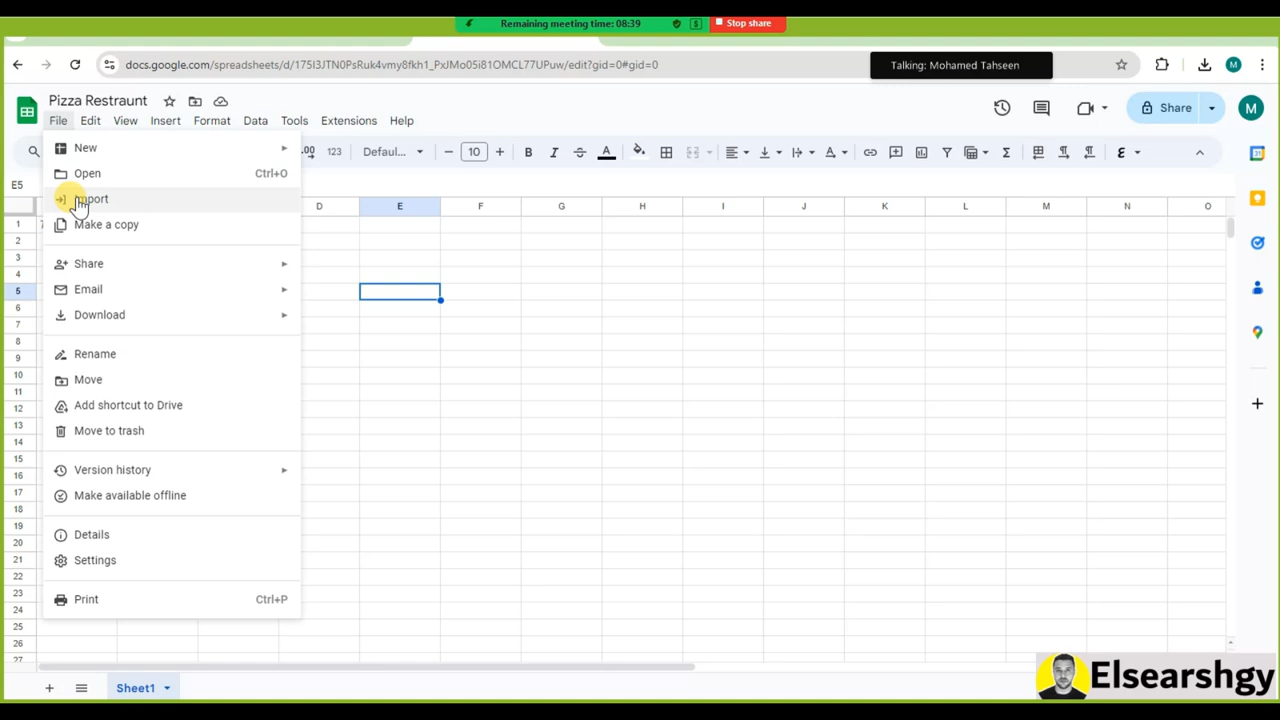 Remaining meeting time: 08:39
Stop share
docs.google.com/spreadsheets/d/175I3JTN0PsRuk4vmy8fkh1_PxJMo05i81OMCL77UPuw/edit?gid=0#gid=0
Talking: Mohamed Tahseen
M
Pizza Restraunt
File Edit View Insert Format Data Tools Extensions Help
Share
M
.00 123 Defaul... 10 B I A
E5
New
Open Ctrl+O
Import
Make a copy
Share
Email
Download
Rename
Move
Add shortcut to Drive
Move to trash
Version history
Make available offline
Details
Settings
Print Ctrl+P
D E F G H I J K L M N O
1
2
3
4
5
6
7
8
9
10
11
12
13
14
15
16
17
18
19
20
21
22
23
24
25
26
27
Sheet1
Elsearshgy